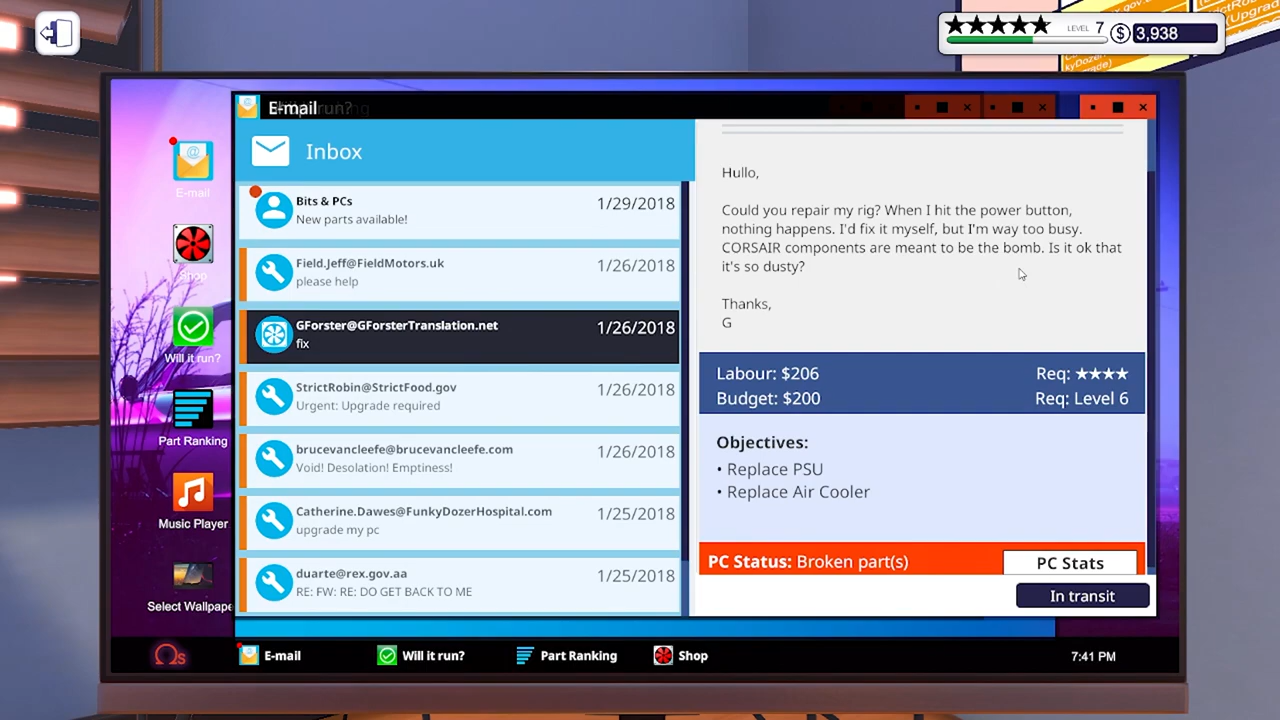 LEVEL 7
$ 3,938
E-mail
Inbox
Bits & PCs
1/29/2018
New parts available!
Field.Jeff@FieldMotors.uk
1/26/2018
please help
GForster@GForsterTranslation.net
1/26/2018
fix
StrictRobin@StrictFood.gov
1/26/2018
Urgent: Upgrade required
brucevancleefe@brucevancleefe.com
1/26/2018
Void! Desolation! Emptiness!
Catherine.Dawes@FunkyDozerHospital.com
1/25/2018
upgrade my pc
duarte@rex.gov.aa
1/25/2018
RE: FW: RE: DO GET BACK TO ME
Hullo,
Could you repair my rig? When I hit the power button,
nothing happens. I'd fix it myself, but I'm way too busy.
CORSAIR components are meant to be the bomb. Is it ok that
it's so dusty?
Thanks,
G
Labour: $206
Req: ★★★★
Budget: $200
Req: Level 6
Objectives:
• Replace PSU
• Replace Air Cooler
PC Status: Broken part(s)
PC Stats
In transit
E-mail
Shop
Will it run?
Part Ranking
Music Player
Select Wallpape
Ωs
E-mail
Will it run?
Part Ranking
Shop
7:41 PM